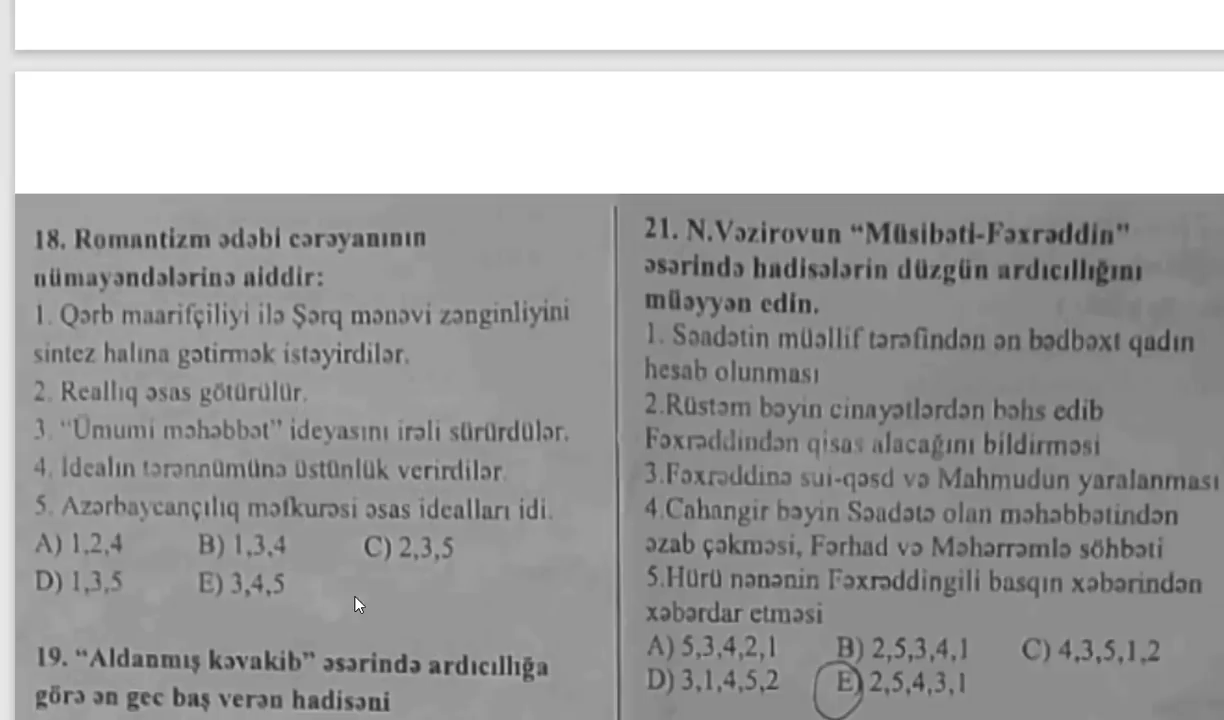 18. Romantizm ədəbi cərəyanının
nümayəndələrinə aiddir:
1. Qərb maarifçiliyi ilə Şərq mənəvi zənginliyini
sintez halına gətirmək istəyirdilər.
2. Reallıq əsas götürülür.
3. “Ümumi məhəbbət” ideyasını irəli sürürdülər.
4. İdealın tərənnümünə üstünlük verirdilər.
5. Azərbaycançılıq məfkurəsi əsas idealları idi.
A) 1,2,4 B) 1,3,4 C) 2,3,5
D) 1,3,5 E) 3,4,5
19. “Aldanmış kəvakib” əsərində ardıcıllığa
görə ən gec baş verən hadisəni
21. N.Vəzirovun “Müsibəti-Fəxrəddin”
əsərində hadisələrin düzgün ardıcıllığını
müəyyən edin.
1. Səadətin müəllif tərəfindən ən bədbəxt qadın
hesab olunması
2.Rüstəm bəyin cinayətlərdən bəhs edib
Fəxrəddindən qisas alacağını bildirməsi
3.Fəxrəddinə sui-qəsd və Mahmudun yaralanması
4.Cahangir bəyin Səadətə olan məhəbbətindən
əzab çəkməsi, Fərhad və Məhərrəmlə söhbəti
5.Hürü nənənin Fəxrəddingili basqın xəbərindən
xəbərdar etməsi
A) 5,3,4,2,1 B) 2,5,3,4,1 C) 4,3,5,1,2
D) 3,1,4,5,2 E) 2,5,4,3,1